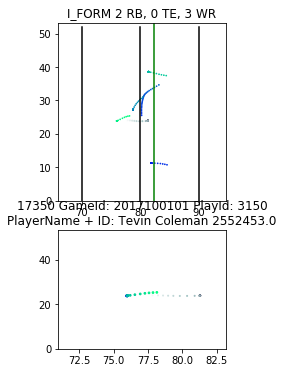 I_FORM 2 RB, 0 TE, 3 WR
50
40
30
20
10
0
70 80 90
17350 GameId: 2017100101 PlayId: 3150
PlayerName + ID: Tevin Coleman 2552453.0
40
20
0
72.5 75.0 77.5 80.0 82.5